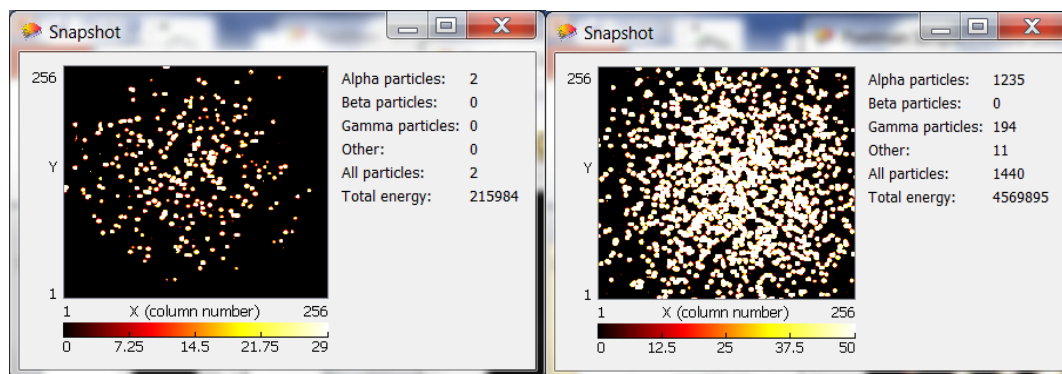 Snapshot
256
Y
1
1 X (column number) 256
0 7.25 14.5 21.75 29
Alpha particles: 2
Beta particles: 0
Gamma particles: 0
Other: 0
All particles: 2
Total energy: 215984
Snapshot
256
Y
1
1 X (column number) 256
0 12.5 25 37.5 50
Alpha particles: 1235
Beta particles: 0
Gamma particles: 194
Other: 11
All particles: 1440
Total energy: 4569895